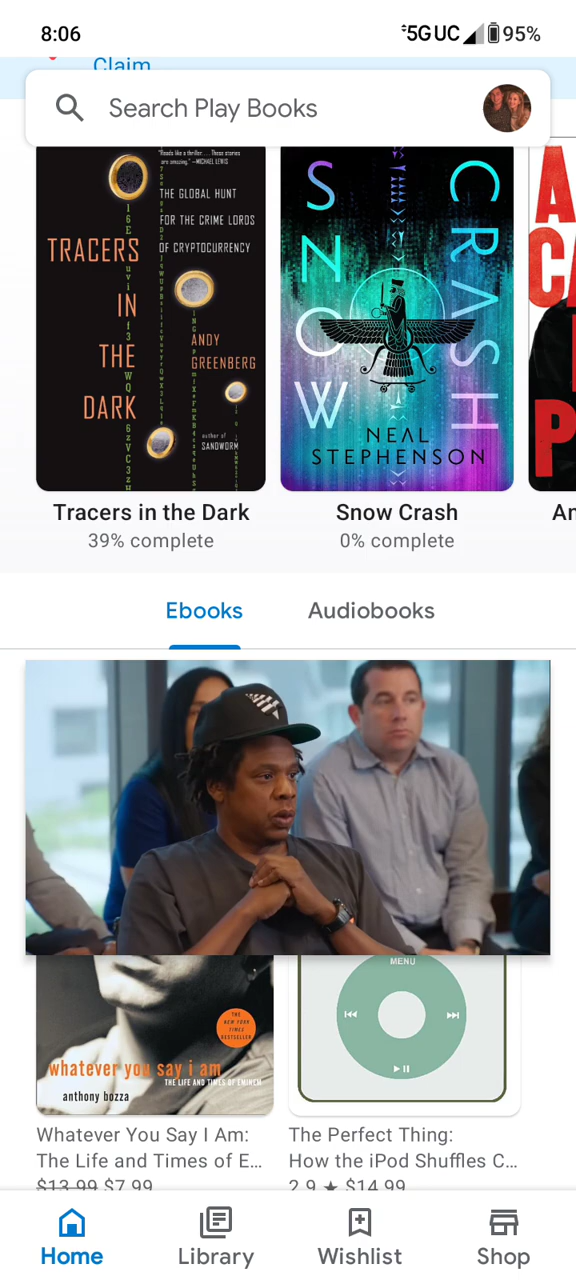 8:06
5G UC
95%
Claim
Search Play Books
"Reads like a thriller . . . These stories
are amazing." —MICHAEL LEWIS
THE GLOBAL HUNT
FOR THE CRIME LORDS
OF CRYPTOCURRENCY
TRACERS
IN
THE
DARK
ANDY
GREENBERG
author of
SANDWORM
SNOW
CRASH
NEAL
STEPHENSON
A
CA
P
Tracers in the Dark
39% complete
Snow Crash
0% complete
An
Ebooks
Audiobooks
MENU
THE
NEW YORK
TIMES
BESTSELLER
whatever you say i am
THE LIFE AND TIMES OF EMINEM
anthony bozza
Whatever You Say I Am:
The Life and Times of E...
$13.99 $7.99
The Perfect Thing:
How the iPod Shuffles C...
2.9 ★ $14.99
Home
Library
Wishlist
Shop